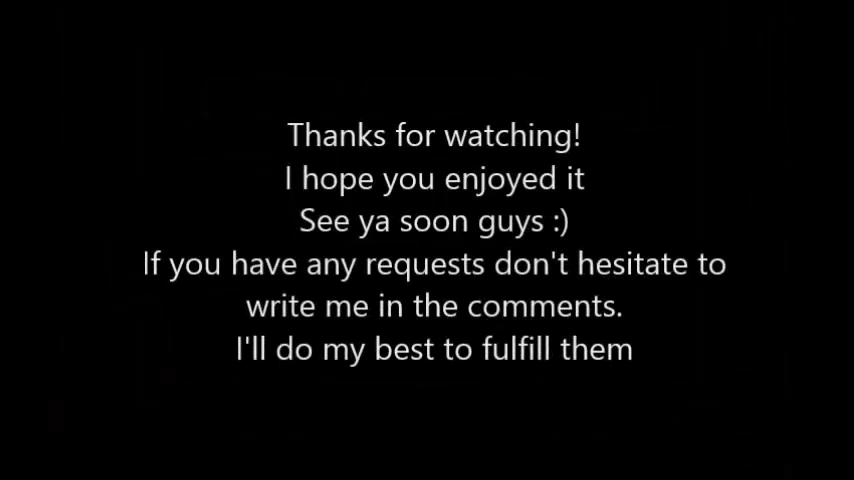 Thanks for watching!
I hope you enjoyed it
See ya soon guys :)
If you have any requests don't hesitate to
write me in the comments.
I'll do my best to fulfill them